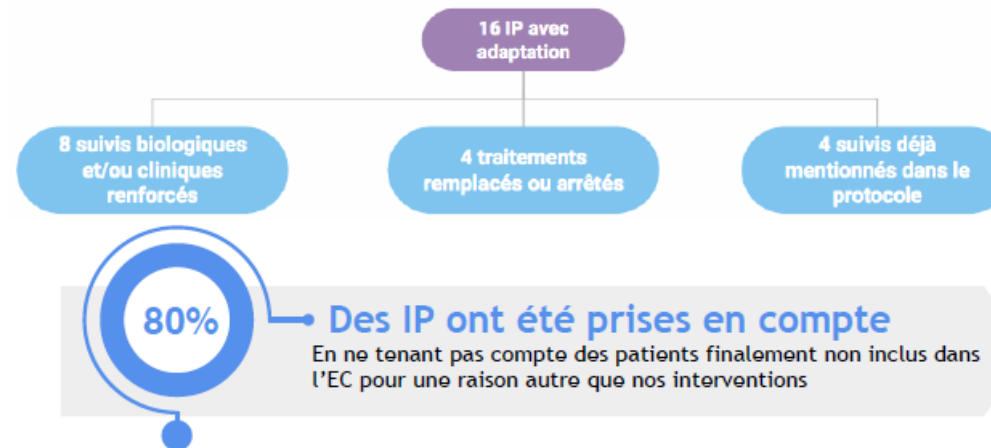 16 IP avec
adaptation
8 suivis biologiques
et/ou cliniques
renforcés
4 traitements
remplacés ou arrêtés
4 suivis déjà
mentionnés dans le
protocole
80%
Des IP ont été prises en compte
En ne tenant pas compte des patients finalement non inclus dans
l'EC pour une raison autre que nos interventions